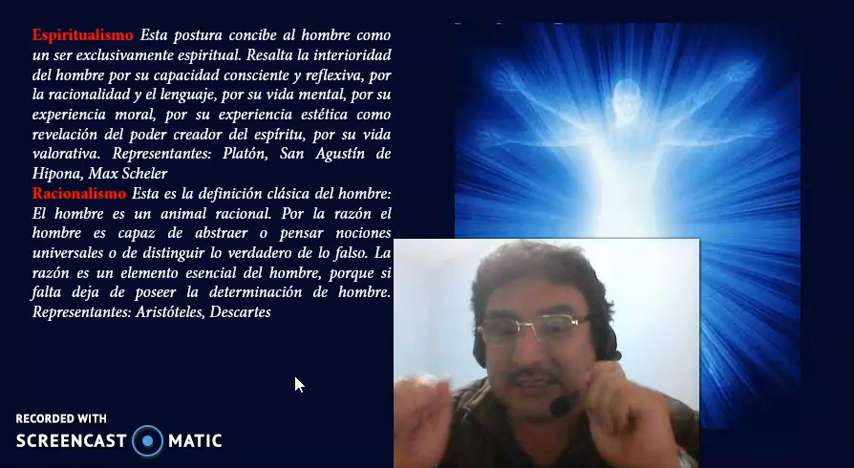 Espiritualismo Esta postura concibe al hombre como
un ser exclusivamente espiritual. Resalta la interioridad
del hombre por su capacidad consciente y reflexiva, por
la racionalidad y el lenguaje, por su vida mental, por su
experiencia moral, por su experiencia estética como
revelación del poder creador del espíritu, por su vida
valorativa. Representantes: Platón, San Agustín de
Hipona, Max Scheler
Racionalismo Esta es la definición clásica del hombre:
El hombre es un animal racional. Por la razón el
hombre es capaz de abstraer o pensar nociones
universales o de distinguir lo verdadero de lo falso. La
razón es un elemento esencial del hombre, porque si
falta deja de poseer la determinación de hombre.
Representantes: Aristóteles, Descartes
RECORDED WITH
SCREENCAST MATIC